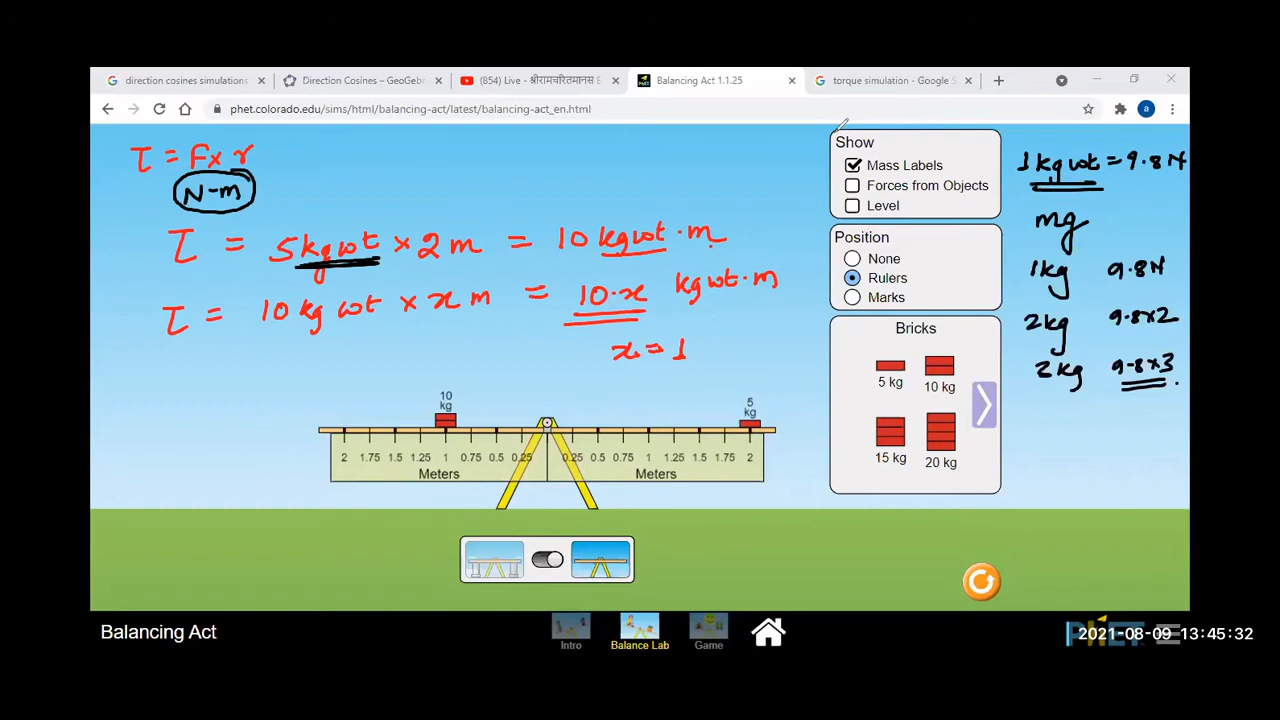 direction cosines simulations
Direction Cosines – GeoGebr
(854) Live - श्रीरामचरितमानस
Balancing Act 1.1.25
torque simulation - Google S
phet.colorado.edu/sims/html/balancing-act/latest/balancing-act_en.html
τ = F× r
N-m
τ = 5kgwt × 2m = 10 kgwt·m
τ = 10 kg wt × x m = 10·x kgwt·m
x = 1
Show
Mass Labels
Forces from Objects
Level
Position
None
Rulers
Marks
Bricks
5 kg 10 kg
15 kg 20 kg
1kgwt = 9.8N
mg
1kg 9.8N
2kg 9.8×2
2kg 9.8×3
10
kg
5
kg
2 1.75 1.5 1.25 1 0.75 0.5 0.25 0.25 0.5 0.75 1 1.25 1.5 1.75 2
Meters Meters
Balancing Act
Intro Balance Lab Game
PHET
2021-08-09 13:45:32